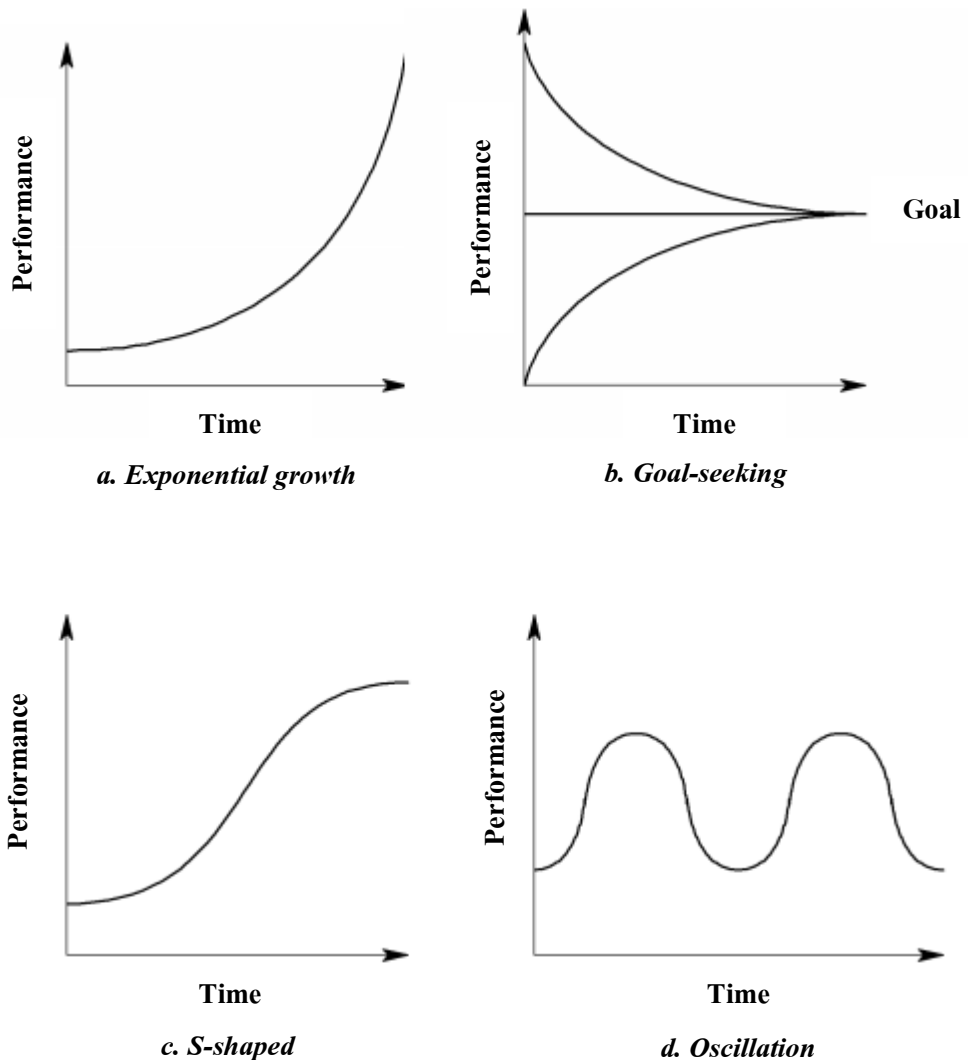 Performance
Time
a. Exponential growth
Performance
Goal
Time
b. Goal-seeking
Performance
Time
c. S-shaped
Performance
Time
d. Oscillation